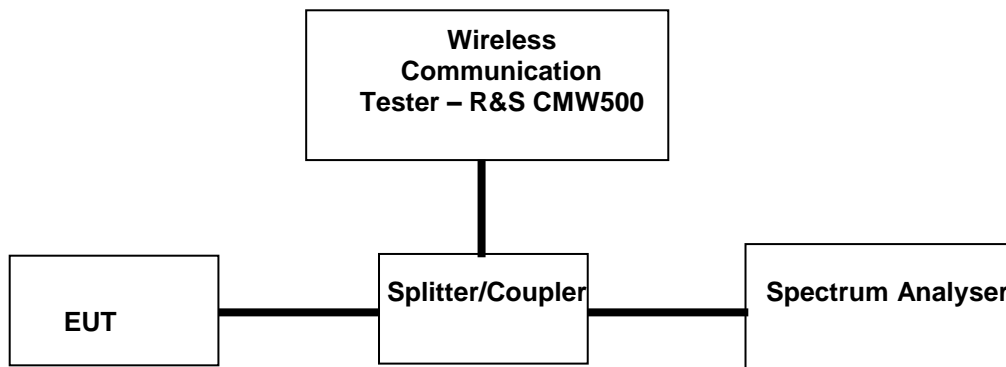 Wireless
Communication
Tester – R&S CMW500
Splitter/Coupler
Spectrum Analyser
EUT